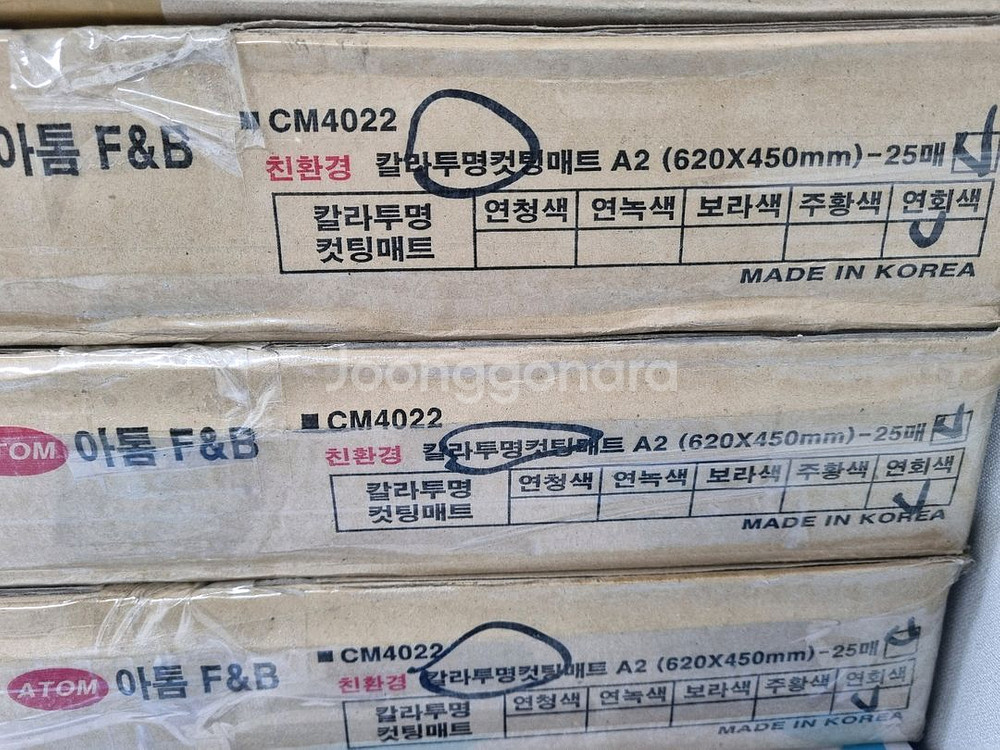 아톰 F&B
■ CM4022
친환경 칼라투명컷팅매트 A2 (620X450mm)-25매
칼라투명 컷팅매트 연청색 연녹색 보라색 주황색 연회색
MADE IN KOREA
Joonggonara
ATOM 아톰 F&B
■ CM4022
친환경 칼라투명컷팅매트 A2 (620X450mm)-25매
칼라투명 컷팅매트 연청색 연녹색 보라색 주황색 연회색
MADE IN KOREA
ATOM 아톰 F&B
■ CM4022
친환경 칼라투명컷팅매트 A2 (620X450mm)-25매
칼라투명 컷팅매트 연청색 연녹색 보라색 주황색 연회색
MADE IN KOREA